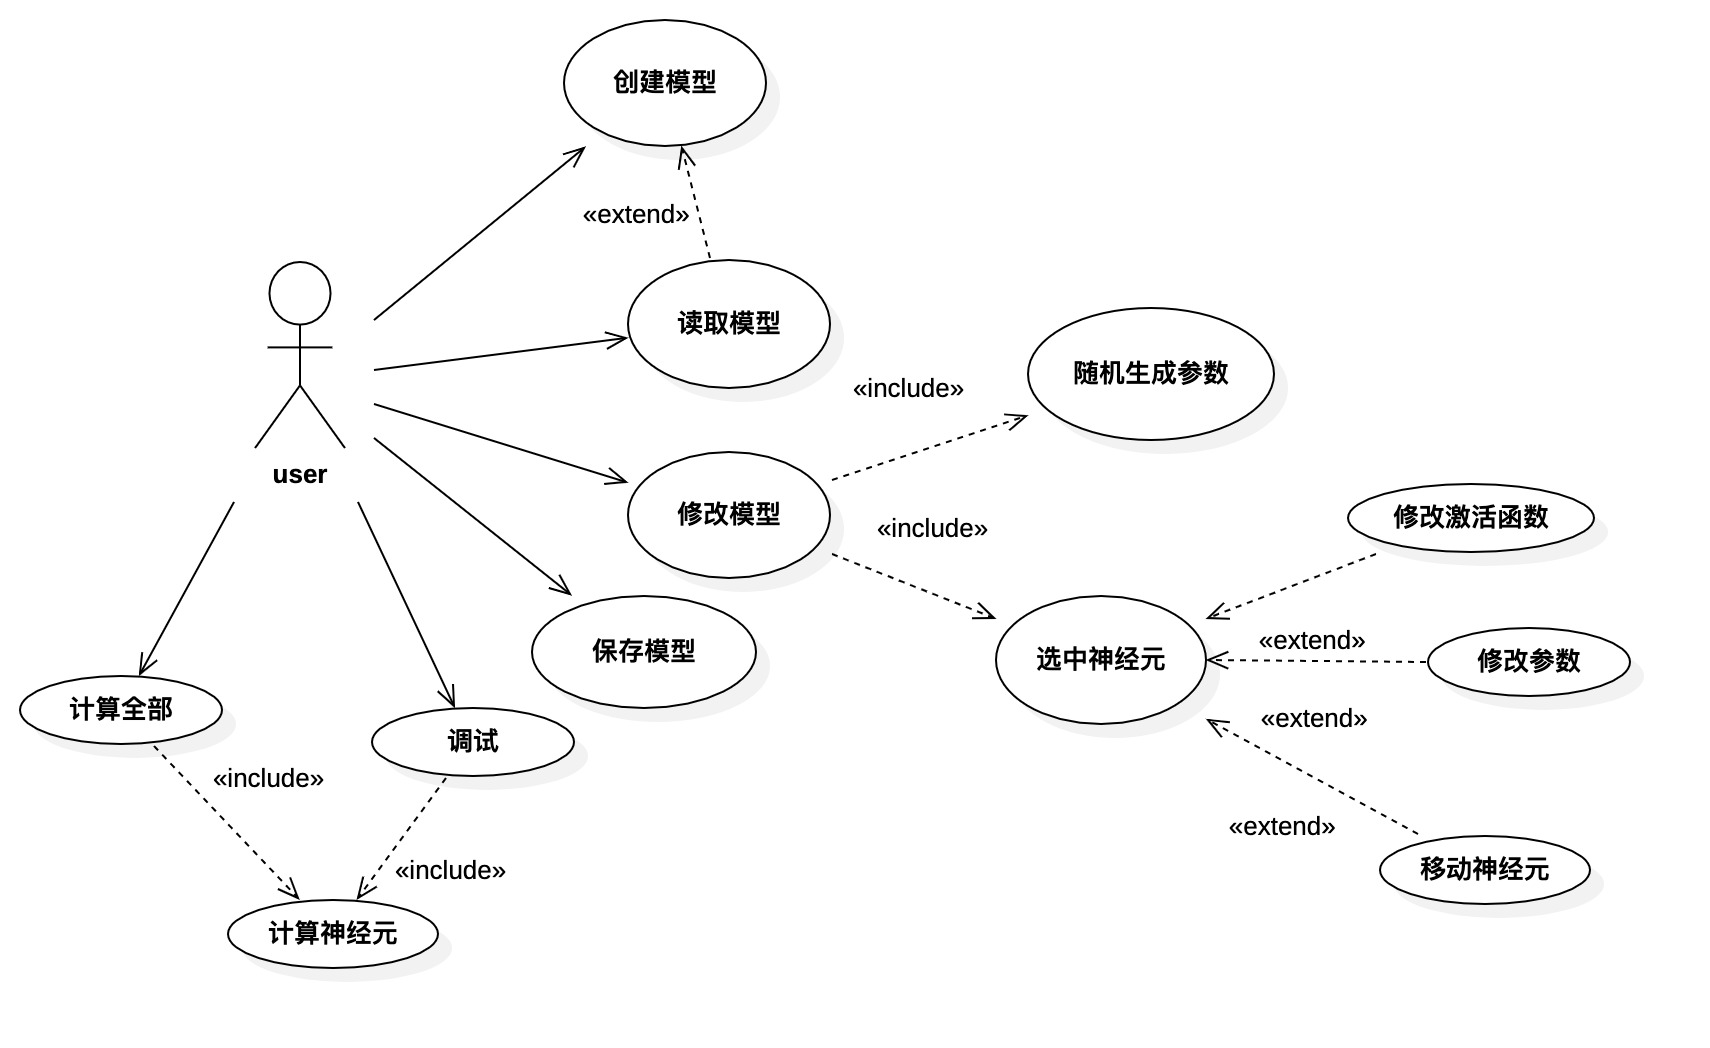 创建模型
«extend»
读取模型
«include»
随机生成参数
user
修改模型
«include»
修改激活函数
保存模型
«extend»
选中神经元
修改参数
计算全部
«extend»
调试
«include»
«extend»
«include»
移动神经元
计算神经元